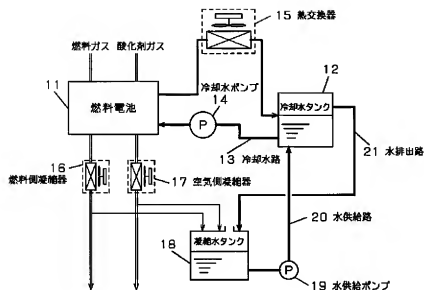 15 熱交換器
燃料ガス 酸化剤ガス
11
燃料電池
冷却水ポンプ
14
P
12
冷却水タンク
13 冷却水路
21 水排出路
16
燃料側凝縮器
17 空気側凝縮器
20 水供給路
18
凝縮水タンク
P
19 水供給ポンプ